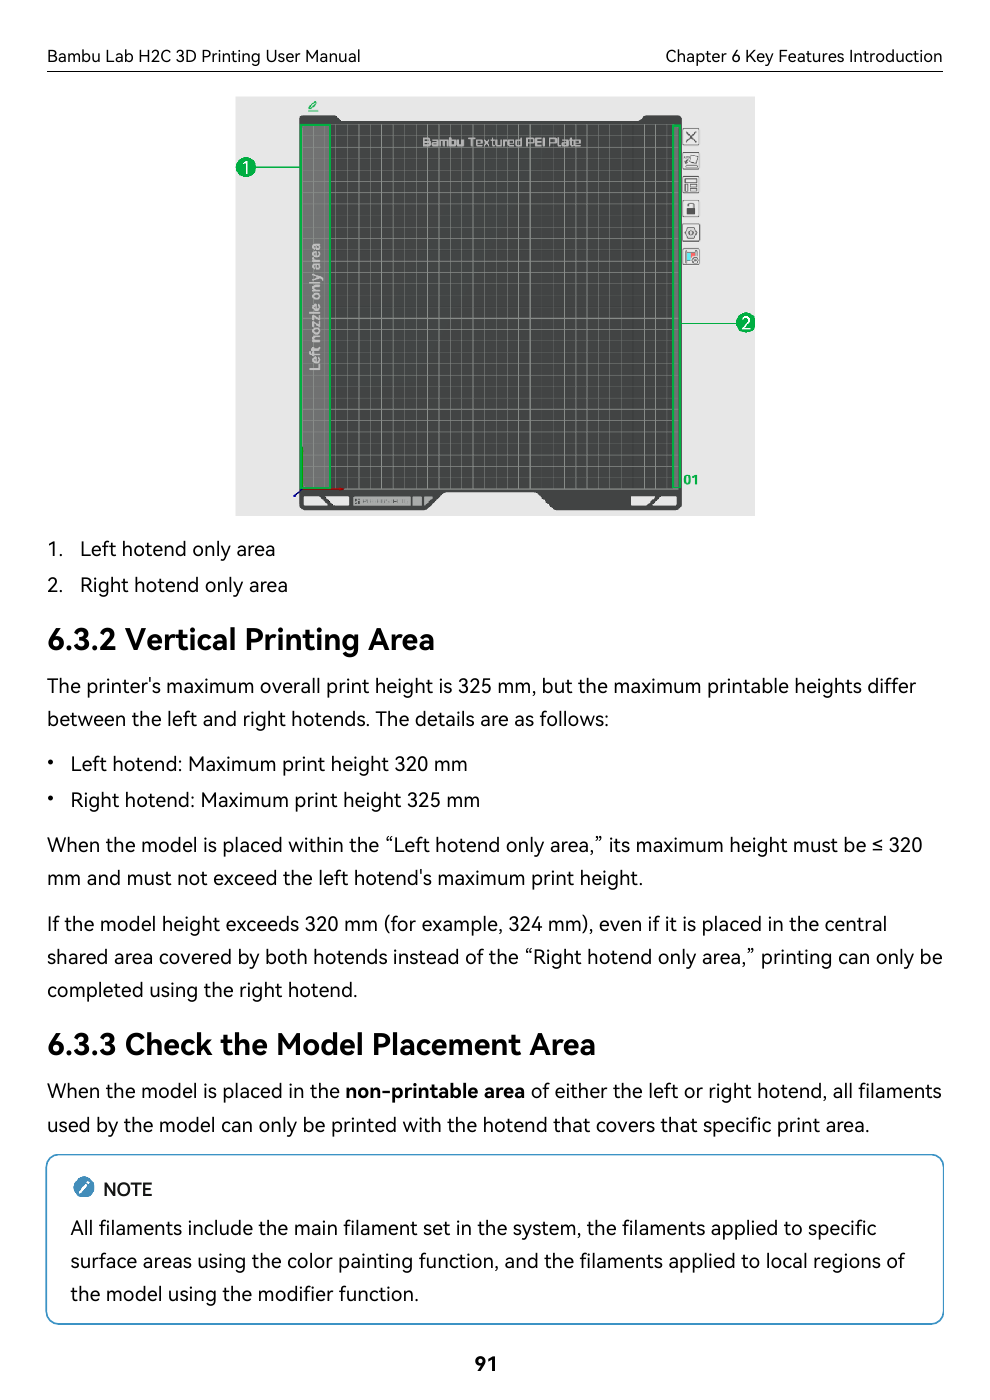 Bambu Lab H2C 3D Printing User Manual
Chapter 6 Key Features Introduction
Bambu Textured PEI Plate
1
Left nozzle only area
2
01
1. Left hotend only area
2. Right hotend only area
6.3.2 Vertical Printing Area
The printer's maximum overall print height is 325 mm, but the maximum printable heights differ
between the left and right hotends. The details are as follows:
• Left hotend: Maximum print height 320 mm
• Right hotend: Maximum print height 325 mm
When the model is placed within the “Left hotend only area,” its maximum height must be ≤ 320
mm and must not exceed the left hotend's maximum print height.
If the model height exceeds 320 mm (for example, 324 mm), even if it is placed in the central
shared area covered by both hotends instead of the “Right hotend only area,” printing can only be
completed using the right hotend.
6.3.3 Check the Model Placement Area
When the model is placed in the non-printable area of either the left or right hotend, all filaments
used by the model can only be printed with the hotend that covers that specific print area.
NOTE
All filaments include the main filament set in the system, the filaments applied to specific
surface areas using the color painting function, and the filaments applied to local regions of
the model using the modifier function.
91